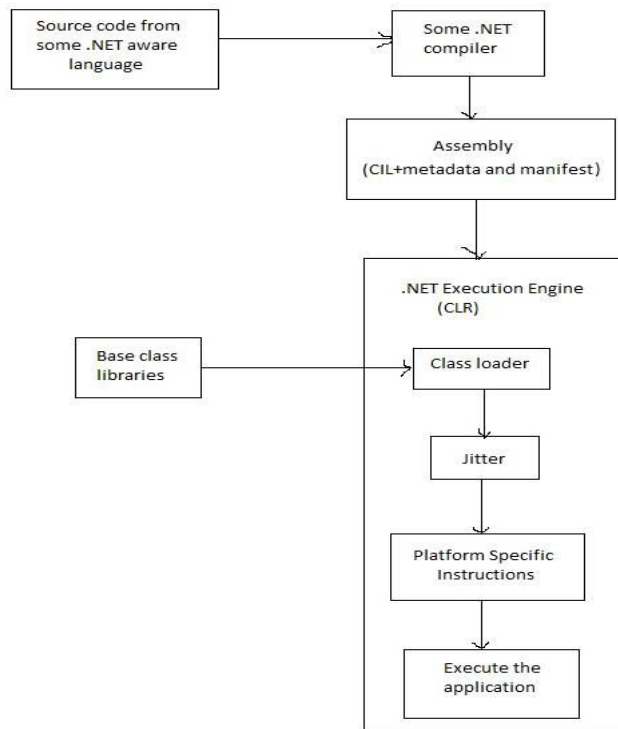 Source code from
some .NET aware
language
Some .NET
compiler
Assembly
(CIL+metadata and manifest)
.NET Execution Engine
(CLR)
Base class
libraries
Class loader
Jitter
Platform Specific
Instructions
Execute the
application